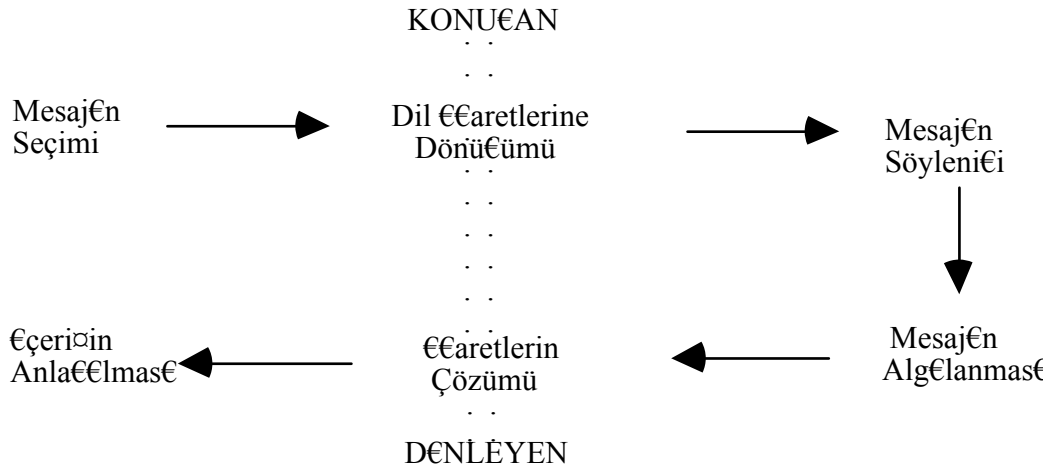 KONU€AN
Mesaj€n
Seçimi
Dil €€aretlerine
Dönü€ümü
Mesaj€n
Söyleni€i
€çeri¤in
Anla€€lmas€
€€aretlerin
Çözümü
Mesaj€n
Alg€lanmas€
D€NLEYEN